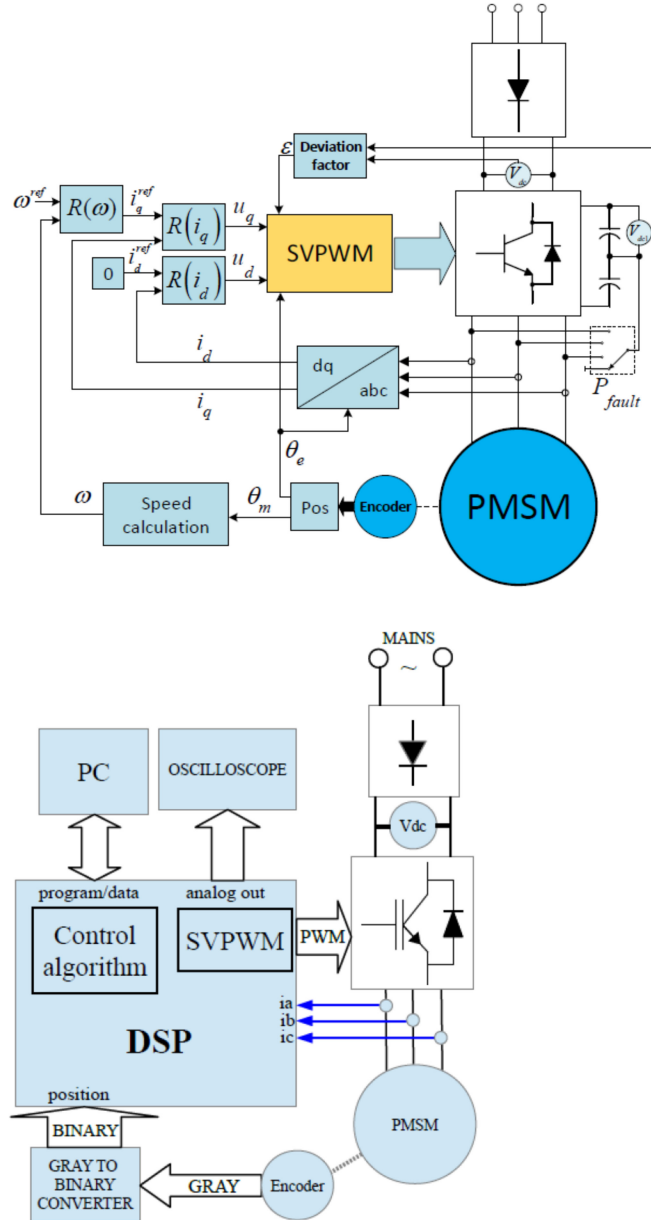 Deviation
factor
ε
V_dc
ω^ref
R(ω)
i_q^ref
R(i_q)
u_q
SVPWM
V_dc1
0
i_d^ref
R(i_d)
u_d
i_d
dq
abc
i_q
P_fault
θ_e
ω
Speed
calculation
θ_m
Pos
Encoder
PMSM
MAINS
~
PC
OSCILLOSCOPE
Vdc
program/data
analog out
Control
algorithm
SVPWM
PWM
ia
ib
ic
DSP
position
BINARY
PMSM
GRAY TO
BINARY
CONVERTER
GRAY
Encoder